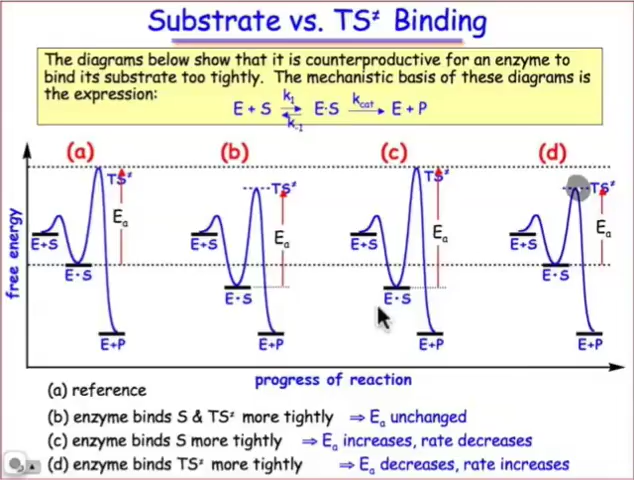 Substrate vs. TS≠ Binding
The diagrams below show that it is counterproductive for an enzyme to
bind its substrate too tightly. The mechanistic basis of these diagrams is
the expression:
k1 kcat
E + S ⇌ E·S → E + P
k-1
(a) (b) (c) (d)
TS≠ TS≠ TS≠ TS≠
Ea Ea Ea Ea
E+S E+S E+S E+S
E·S E·S E·S E·S
E+P E+P E+P E+P
free energy
progress of reaction
(a) reference
(b) enzyme binds S & TS≠ more tightly ⇒ Ea unchanged
(c) enzyme binds S more tightly ⇒ Ea increases, rate decreases
(d) enzyme binds TS≠ more tightly ⇒ Ea decreases, rate increases